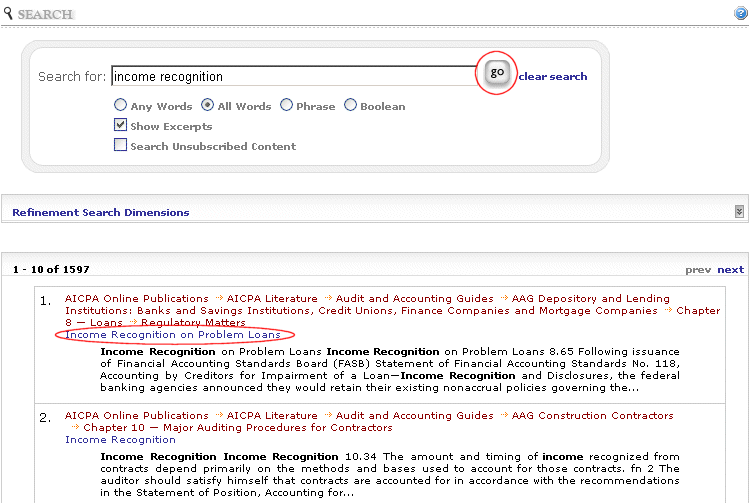 SEARCH
Search for: income recognition go clear search
Any Words All Words Phrase Boolean
Show Excerpts
Search Unsubscribed Content
Refinement Search Dimensions
1 - 10 of 1597 prev next
1. AICPA Online Publications → AICPA Literature → Audit and Accounting Guides → AAG Depository and Lending
Institutions: Banks and Savings Institutions, Credit Unions, Finance Companies and Mortgage Companies → Chapter
8 — Loans → Regulatory Matters
Income Recognition on Problem Loans
Income Recognition on Problem Loans Income Recognition on Problem Loans 8.65 Following issuance
of Financial Accounting Standards Board (FASB) Statement of Financial Accounting Standards No. 118,
Accounting by Creditors for Impairment of a Loan—Income Recognition and Disclosures, the federal
banking agencies announced they would retain their existing nonaccrual policies governing the...
2. AICPA Online Publications → AICPA Literature → Audit and Accounting Guides → AAG Construction Contractors
→ Chapter 10 — Major Auditing Procedures for Contractors
Income Recognition
Income Recognition Income Recognition 10.34 The amount and timing of income recognized from
contracts depend primarily on the methods and bases used to account for those contracts. fn 2 The
auditor should satisfy himself that contracts are accounted for in accordance with the recommendations
in the Statement of Position, Accounting for...